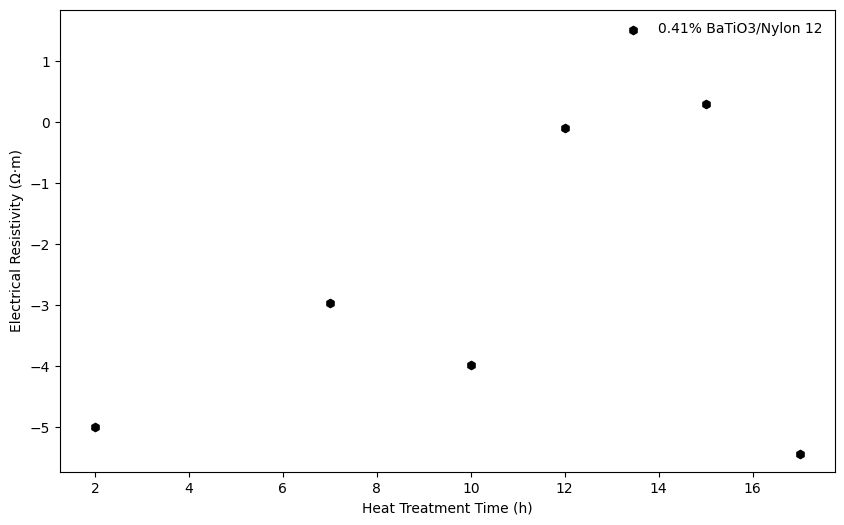 0.41% BaTiO3/Nylon 12
1
0
−1
−2
−3
−4
−5
Electrical Resistivity (Ω·m)
2 4 6 8 10 12 14 16
Heat Treatment Time (h)